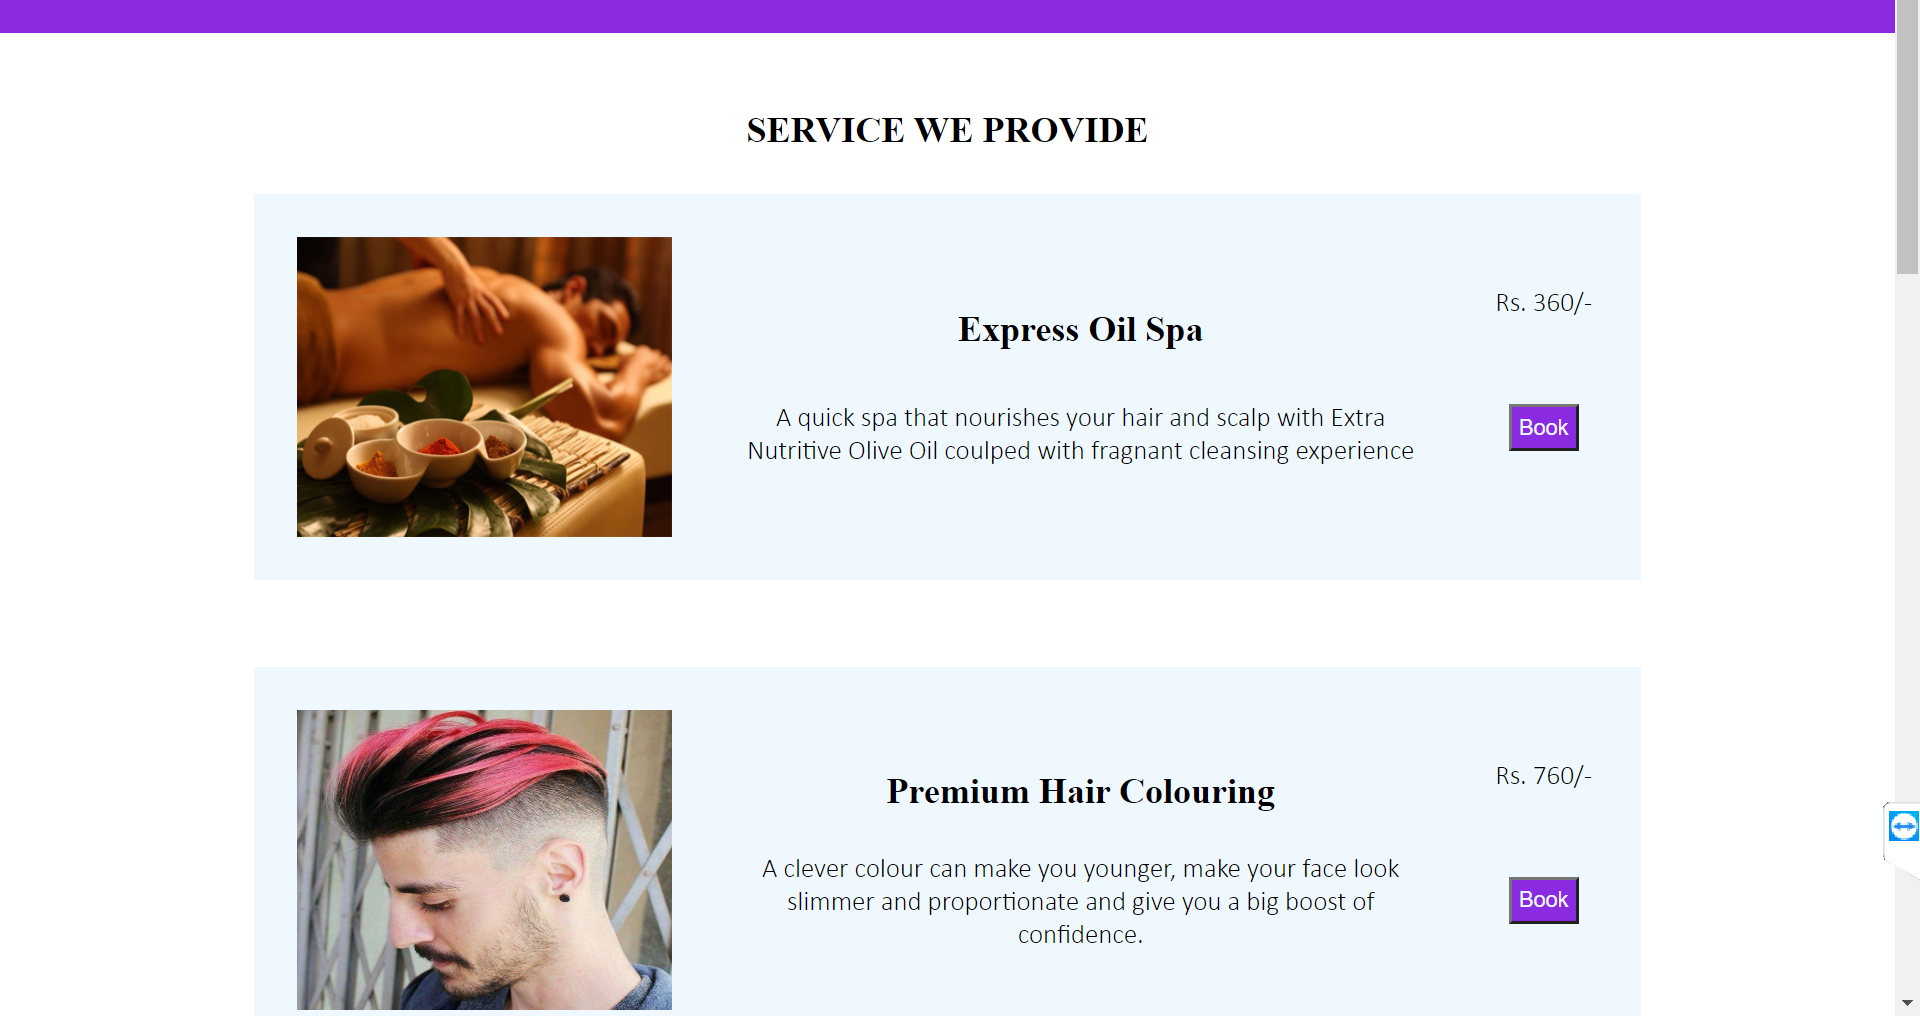 SERVICE WE PROVIDE
Express Oil Spa
Rs. 360/-
A quick spa that nourishes your hair and scalp with Extra
Nutritive Olive Oil coulped with fragnant cleansing experience
Book
Premium Hair Colouring
Rs. 760/-
A clever colour can make you younger, make your face look
slimmer and proportionate and give you a big boost of
confidence.
Book